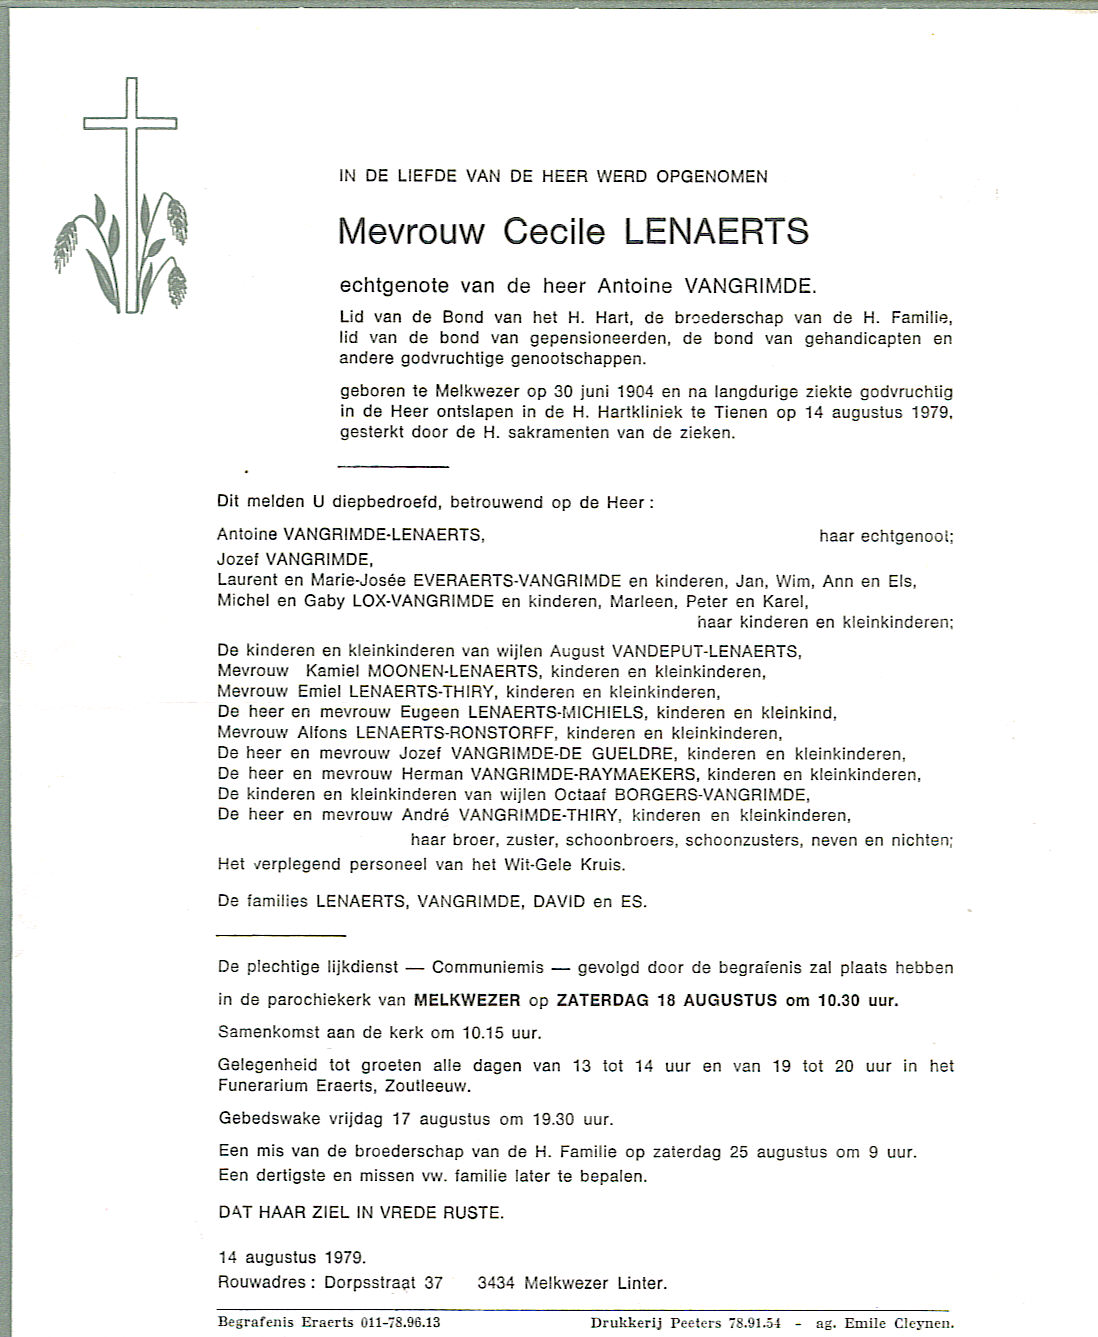 IN DE LIEFDE VAN DE HEER WERD OPGENOMEN
Mevrouw Cecile LENAERTS
echtgenote van de heer Antoine VANGRIMDE.
Lid van de Bond van het H. Hart, de broederschap van de H. Familie,
lid van de bond van gepensioneerden, de bond van gehandicapten en
andere godvruchtige genootschappen.
geboren te Melkwezer op 30 juni 1904 en na langdurige ziekte godvruchtig
in de Heer ontslapen in de H. Hartkliniek te Tienen op 14 augustus 1979,
gesterkt door de H. sakramenten van de zieken.
Dit melden U diepbedroefd, betrouwend op de Heer :
Antoine VANGRIMDE-LENAERTS, haar echtgenoot;
Jozef VANGRIMDE,
Laurent en Marie-Josée EVERAERTS-VANGRIMDE en kinderen, Jan, Wim, Ann en Els,
Michel en Gaby LOX-VANGRIMDE en kinderen, Marleen, Peter en Karel,
haar kinderen en kleinkinderen;
De kinderen en kleinkinderen van wijlen August VANDEPUT-LENAERTS,
Mevrouw Kamiel MOONEN-LENAERTS, kinderen en kleinkinderen,
Mevrouw Emiel LENAERTS-THIRY, kinderen en kleinkinderen,
De heer en mevrouw Eugeen LENAERTS-MICHIELS, kinderen en kleinkind,
Mevrouw Alfons LENAERTS-RONSTORFF, kinderen en kleinkinderen,
De heer en mevrouw Jozef VANGRIMDE-DE GUELDRE, kinderen en kleinkinderen,
De heer en mevrouw Herman VANGRIMDE-RAYMAEKERS, kinderen en kleinkinderen,
De kinderen en kleinkinderen van wijlen Octaaf BORGERS-VANGRIMDE,
De heer en mevrouw André VANGRIMDE-THIRY, kinderen en kleinkinderen,
haar broer, zuster, schoonbroers, schoonzusters, neven en nichten;
Het verplegend personeel van het Wit-Gele Kruis.
De families LENAERTS, VANGRIMDE, DAVID en ES.
De plechtige lijkdienst — Communiemis — gevolgd door de begrafenis zal plaats hebben
in de parochiekerk van MELKWEZER op ZATERDAG 18 AUGUSTUS om 10.30 uur.
Samenkomst aan de kerk om 10.15 uur.
Gelegenheid tot groeten alle dagen van 13 tot 14 uur en van 19 tot 20 uur in het
Funerarium Eraerts, Zoutleeuw.
Gebedswake vrijdag 17 augustus om 19.30 uur.
Een mis van de broederschap van de H. Familie op zaterdag 25 augustus om 9 uur.
Een dertigste en missen vw. familie later te bepalen.
DAT HAAR ZIEL IN VREDE RUSTE.
14 augustus 1979.
Rouwadres : Dorpsstraat 37 3434 Melkwezer Linter.
Begrafenis Eraerts 011-78.96.13 Drukkerij Peeters 78.91.54 - ag. Emile Cleynen.